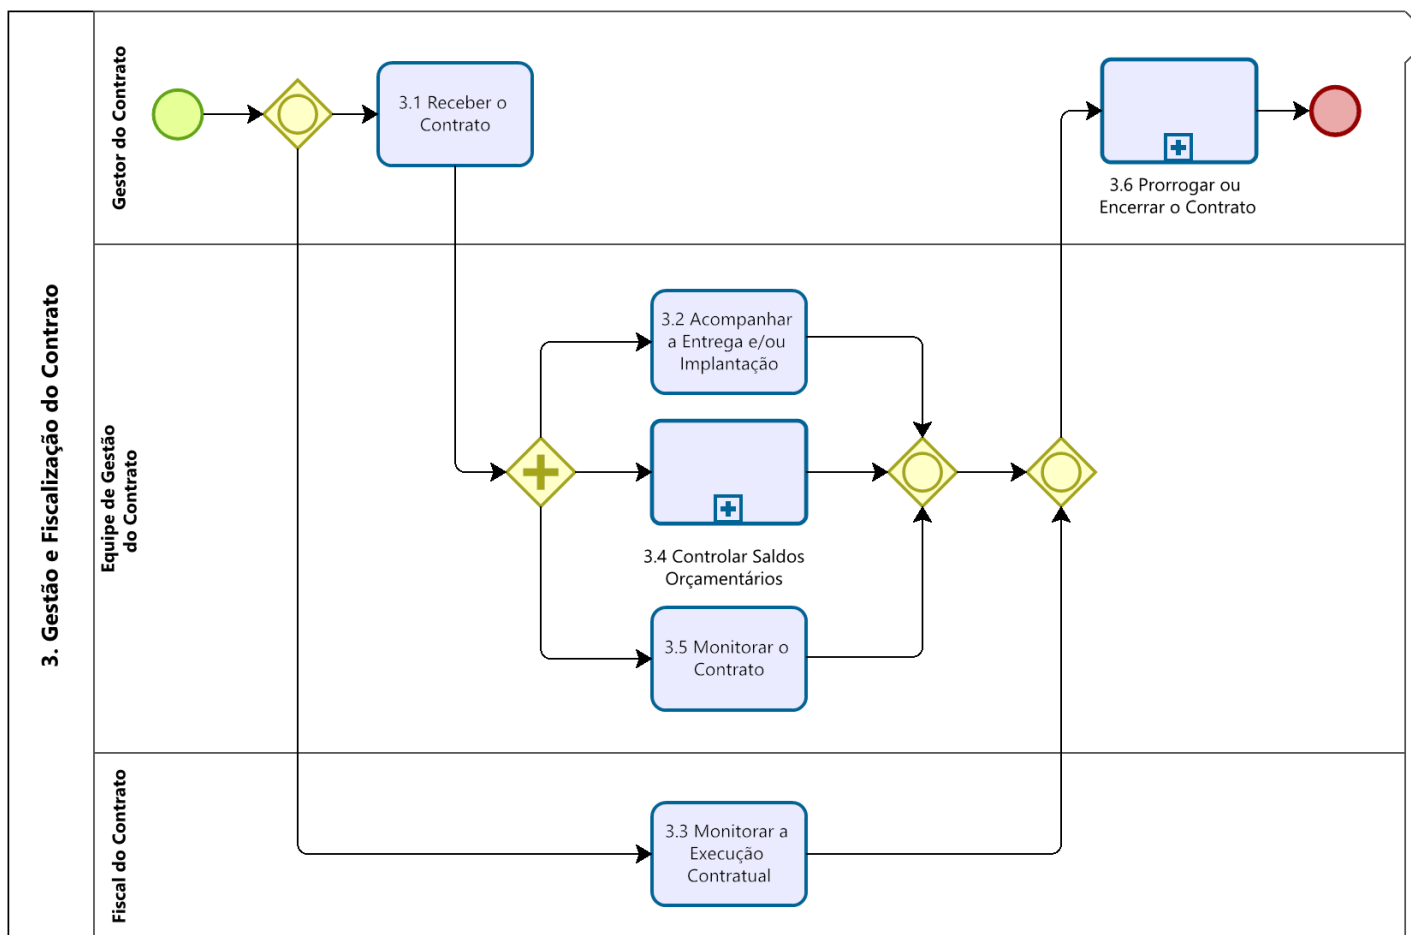 3. Gestão e Fiscalização do Contrato
Gestor do Contrato
3.1 Receber o
Contrato
3.6 Prorrogar ou
Encerrar o Contrato
Equipe de Gestão
do Contrato
3.2 Acompanhar
a Entrega e/ou
Implantação
3.4 Controlar Saldos
Orçamentários
3.5 Monitorar o
Contrato
Fiscal do Contrato
3.3 Monitorar a
Execução
Contratual